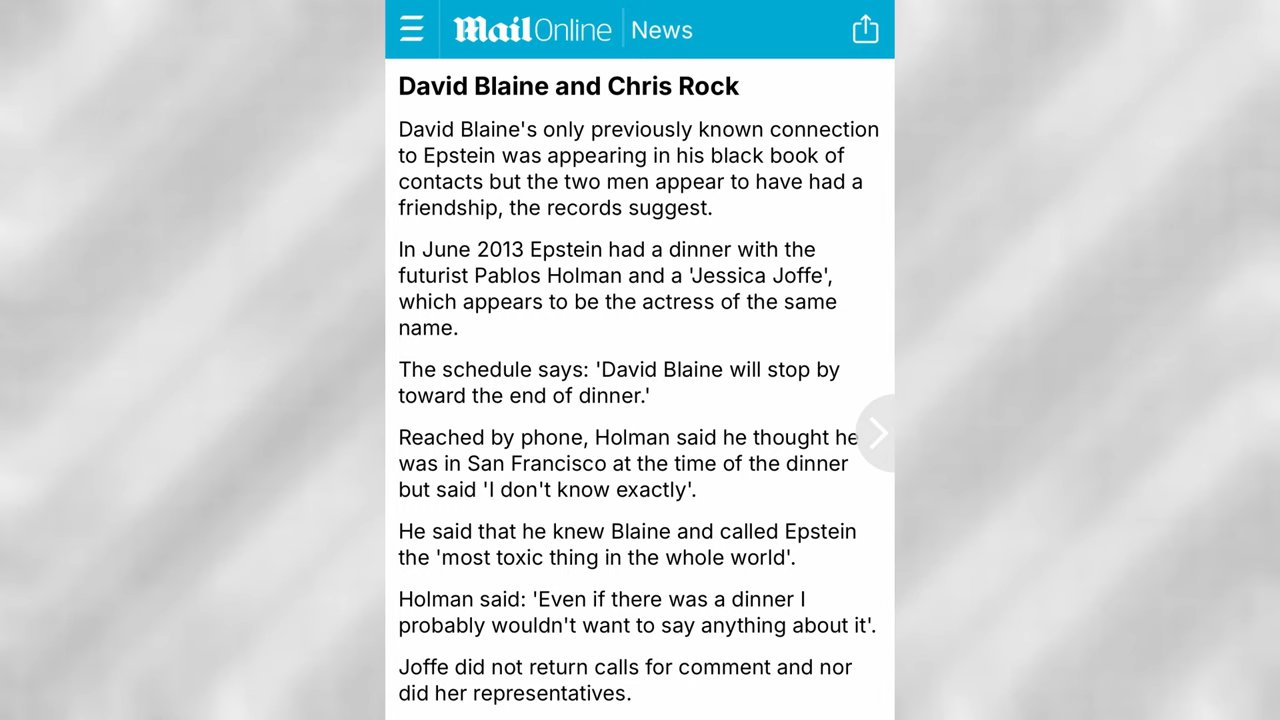 MailOnline News
David Blaine and Chris Rock
David Blaine's only previously known connection
to Epstein was appearing in his black book of
contacts but the two men appear to have had a
friendship, the records suggest.
In June 2013 Epstein had a dinner with the
futurist Pablos Holman and a 'Jessica Joffe',
which appears to be the actress of the same
name.
The schedule says: 'David Blaine will stop by
toward the end of dinner.'
Reached by phone, Holman said he thought he
was in San Francisco at the time of the dinner
but said 'I don't know exactly'.
He said that he knew Blaine and called Epstein
the 'most toxic thing in the whole world'.
Holman said: 'Even if there was a dinner I
probably wouldn't want to say anything about it'.
Joffe did not return calls for comment and nor
did her representatives.